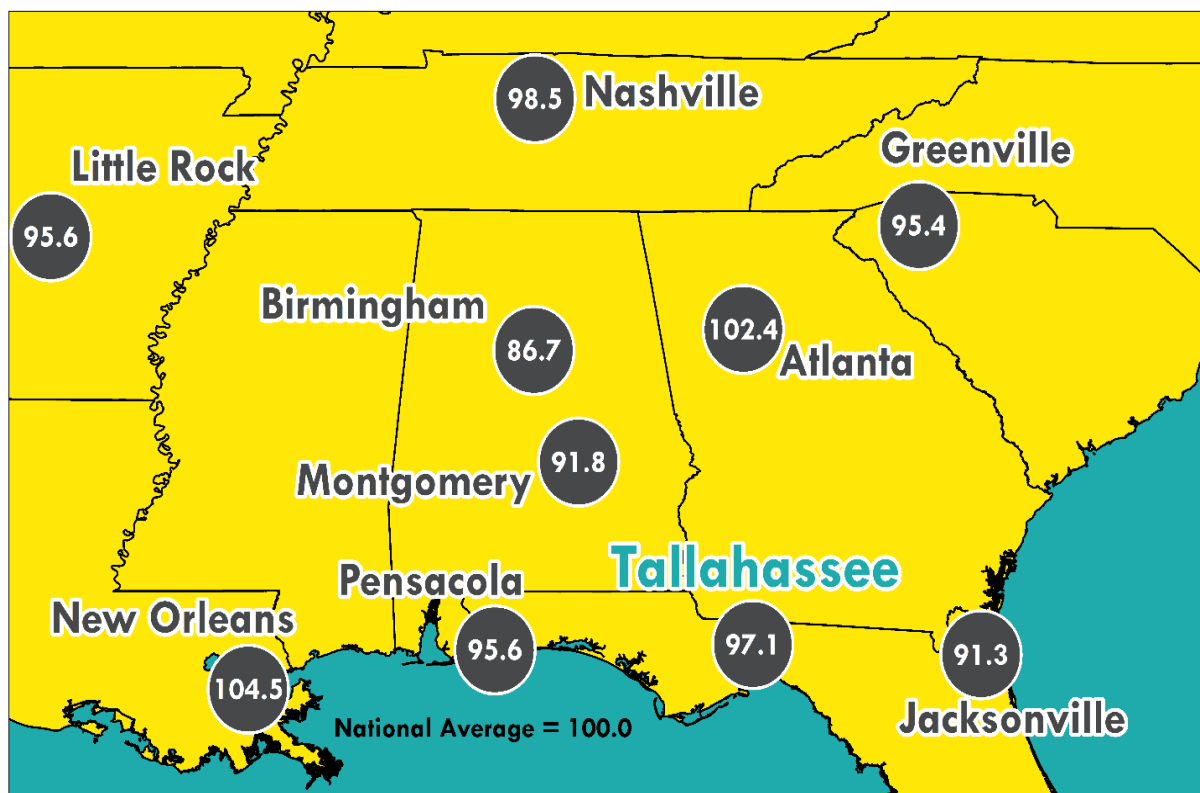 98.5 Nashville
Greenville
Little Rock
95.6
95.4
Birmingham
86.7
102.4
Atlanta
91.8
Montgomery
Tallahassee
Pensacola
New Orleans
95.6
97.1
91.3
104.5
Jacksonville
National Average = 100.0